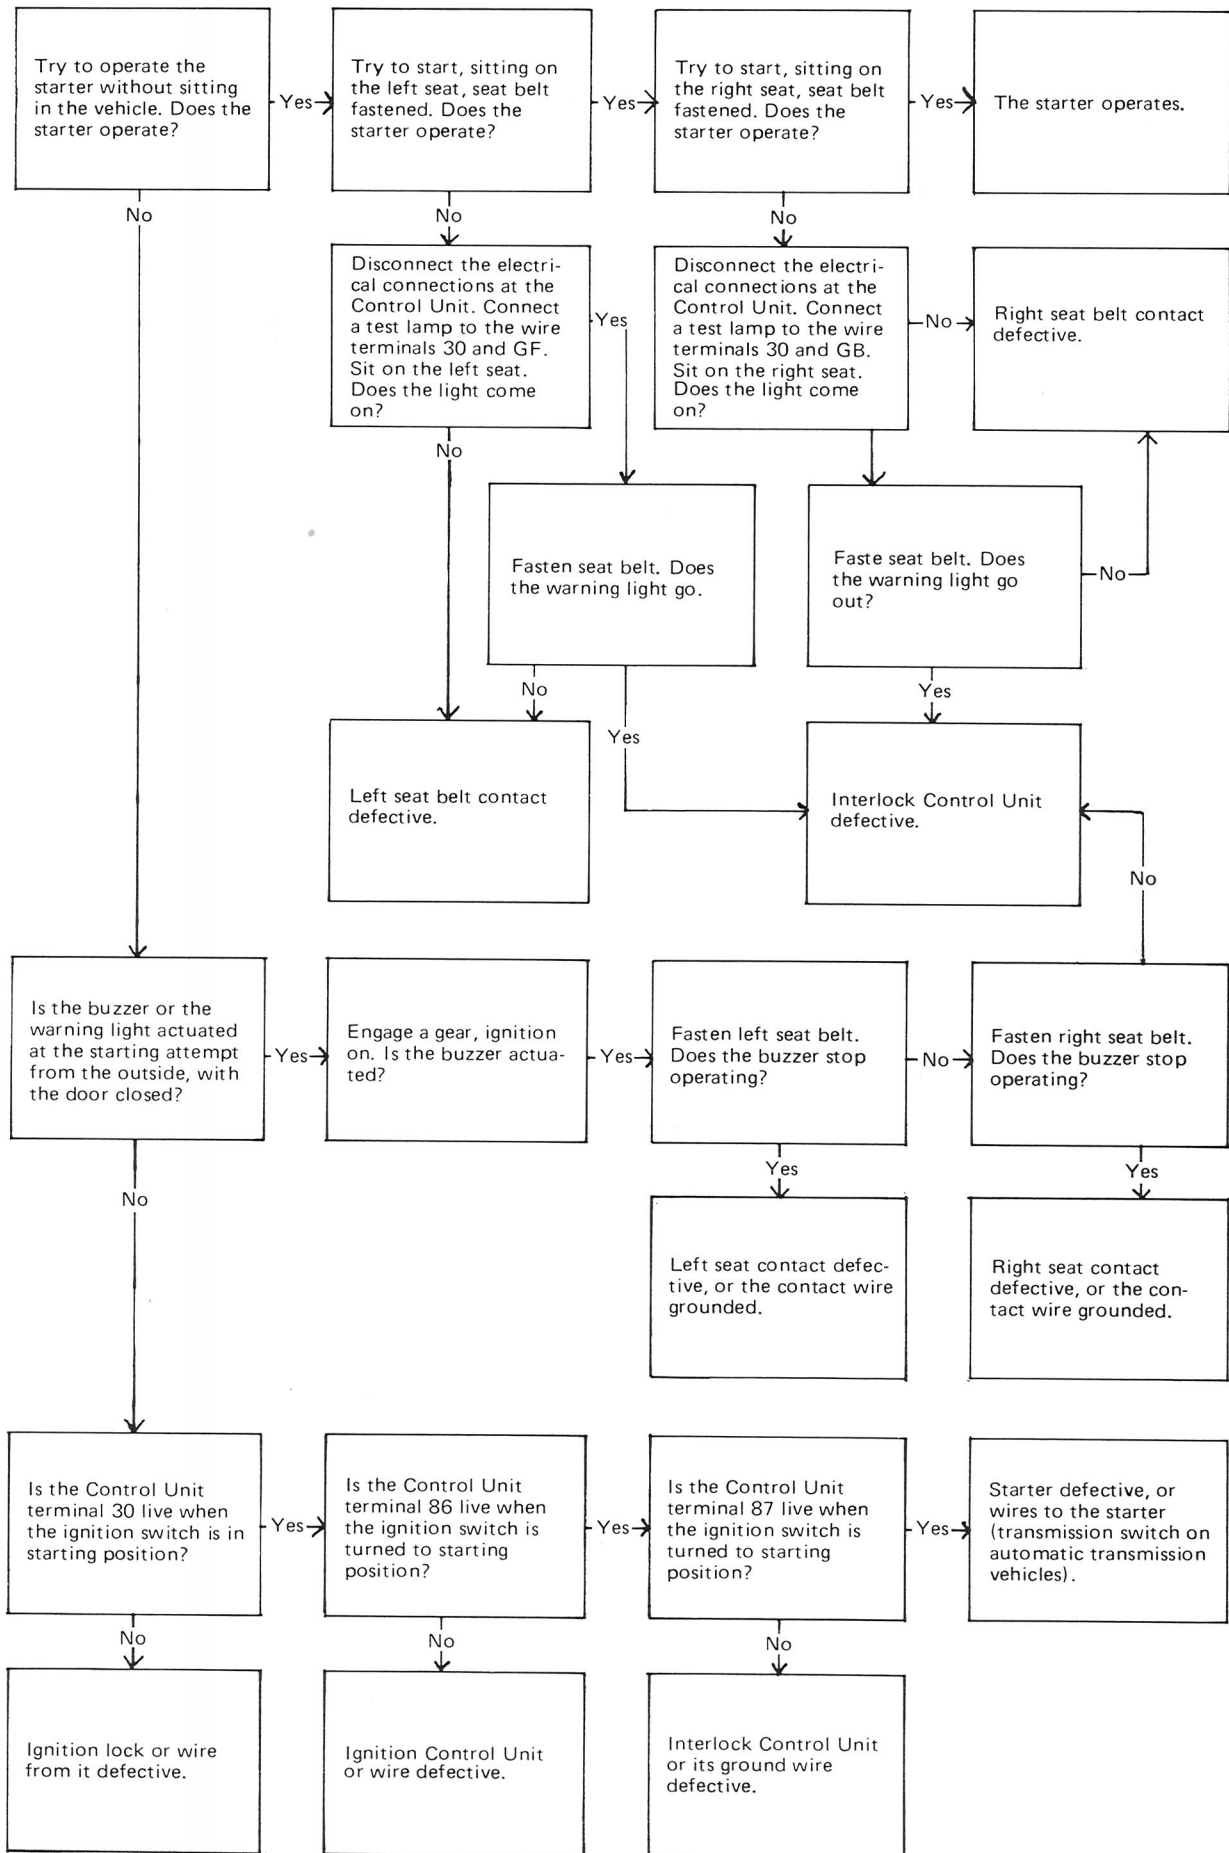 Try to operate the
starter without sitting
in the vehicle. Does the
starter operate?
Yes
Try to start, sitting on
the left seat, seat belt
fastened. Does the
starter operate?
Yes
Try to start, sitting on
the right seat, seat belt
fastened. Does the
starter operate?
Yes
The starter operates.
No
No
No
Disconnect the electri-
cal connections at the
Control Unit. Connect
a test lamp to the wire
terminals 30 and GF.
Sit on the left seat.
Does the light come
on?
Yes
Disconnect the electri-
cal connections at the
Control Unit. Connect
a test lamp to the wire
terminals 30 and GB.
Sit on the right seat.
Does the light come
on?
No
Right seat belt contact
defective.
No
Fasten seat belt. Does
the warning light go.
Faste seat belt. Does
the warning light go
out?
No
No
Yes
Yes
Left seat belt contact
defective.
Interlock Control Unit
defective.
No
Is the buzzer or the
warning light actuated
at the starting attempt
from the outside, with
the door closed?
Yes
Engage a gear, ignition
on. Is the buzzer actua-
ted?
Yes
Fasten left seat belt.
Does the buzzer stop
operating?
No
Fasten right seat belt.
Does the buzzer stop
operating?
No
Yes
Yes
Left seat contact defec-
tive, or the contact wire
grounded.
Right seat contact
defective, or the con-
tact wire grounded.
Is the Control Unit
terminal 30 live when
the ignition switch is in
starting position?
Yes
Is the Control Unit
terminal 86 live when
the ignition switch is
turned to starting
position?
Yes
Is the Control Unit
terminal 87 live when
the ignition switch is
turned to starting
position?
Yes
Starter defective, or
wires to the starter
(transmission switch on
automatic transmission
vehicles).
No
No
No
Ignition lock or wire
from it defective.
Ignition Control Unit
or wire defective.
Interlock Control Unit
or its ground wire
defective.